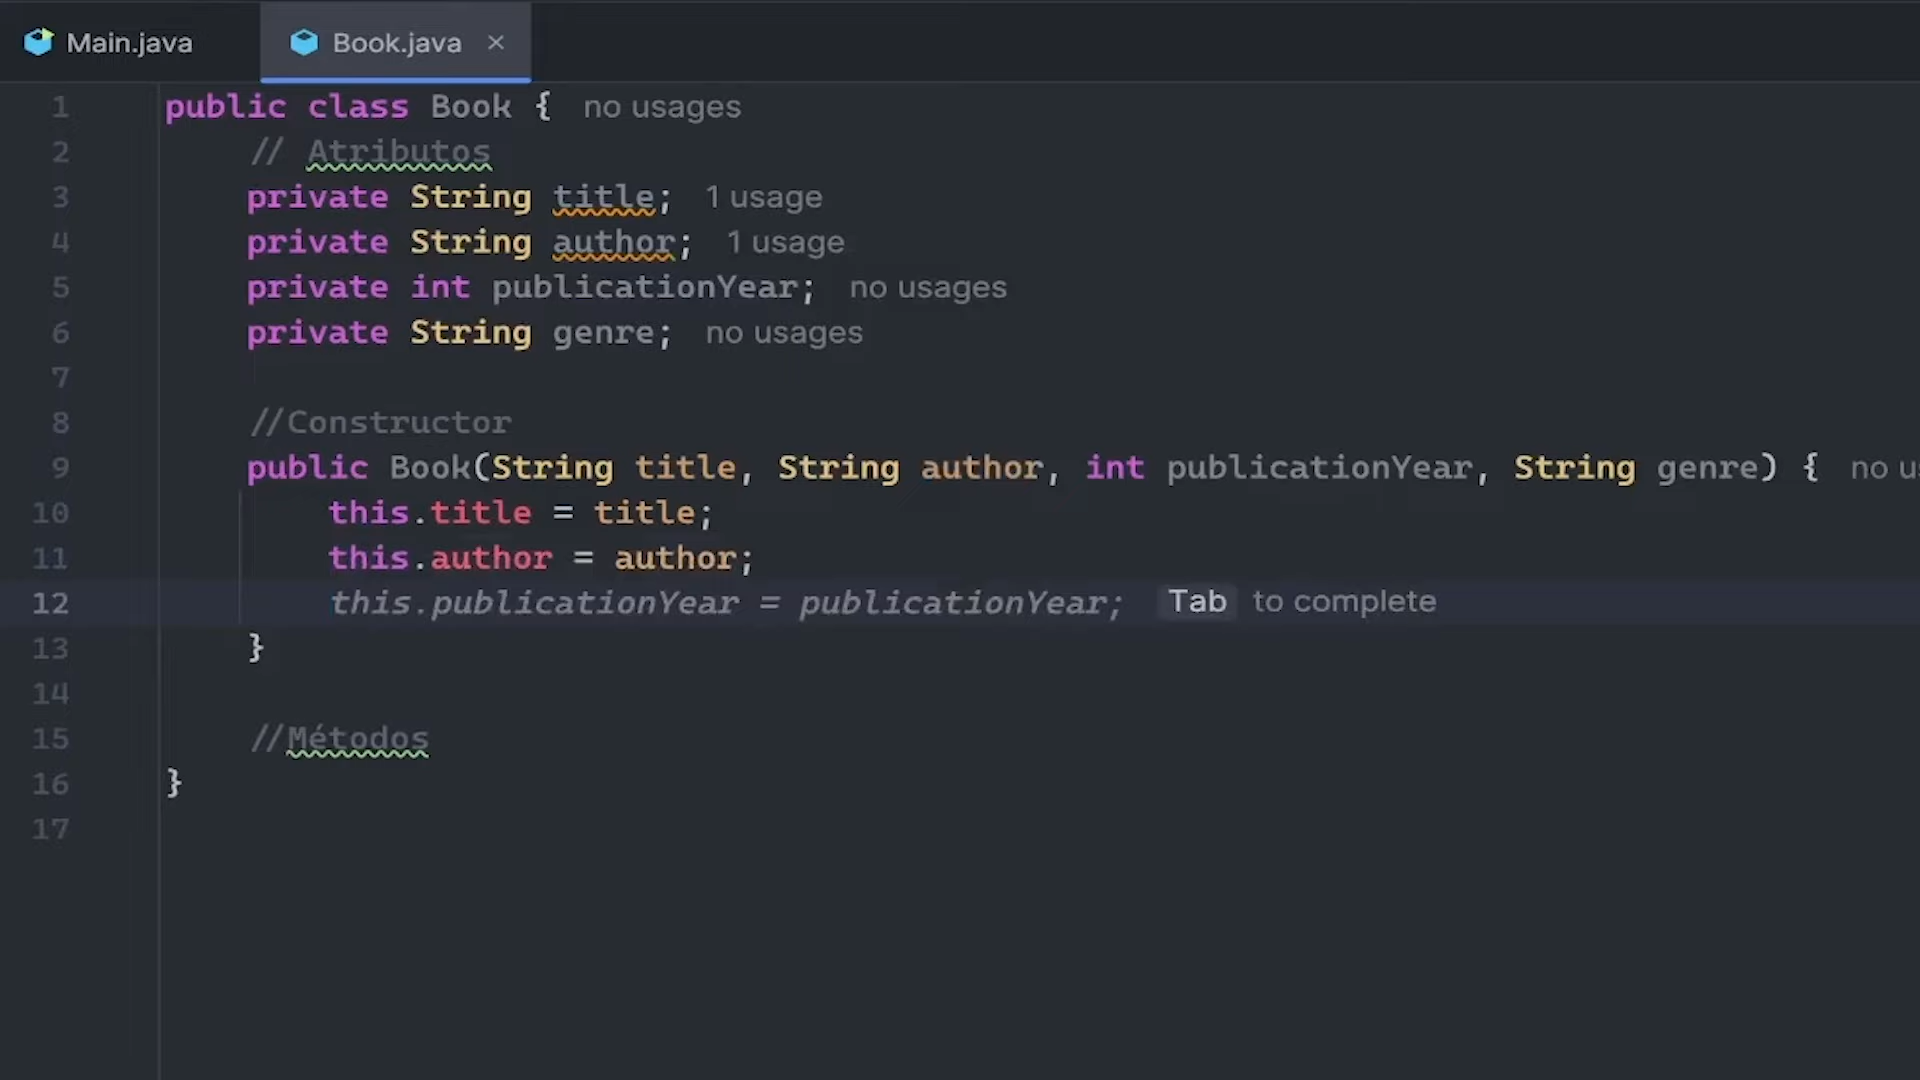 Main.java Book.java
1 public class Book { no usages
2 // Atributos
3 private String title; 1 usage
4 private String author; 1 usage
5 private int publicationYear; no usages
6 private String genre; no usages
7
8 //Constructor
9 public Book(String title, String author, int publicationYear, String genre) { no u
10 this.title = title;
11 this.author = author;
12 this.publicationYear = publicationYear; Tab to complete
13 }
14
15 //Métodos
16 }
17